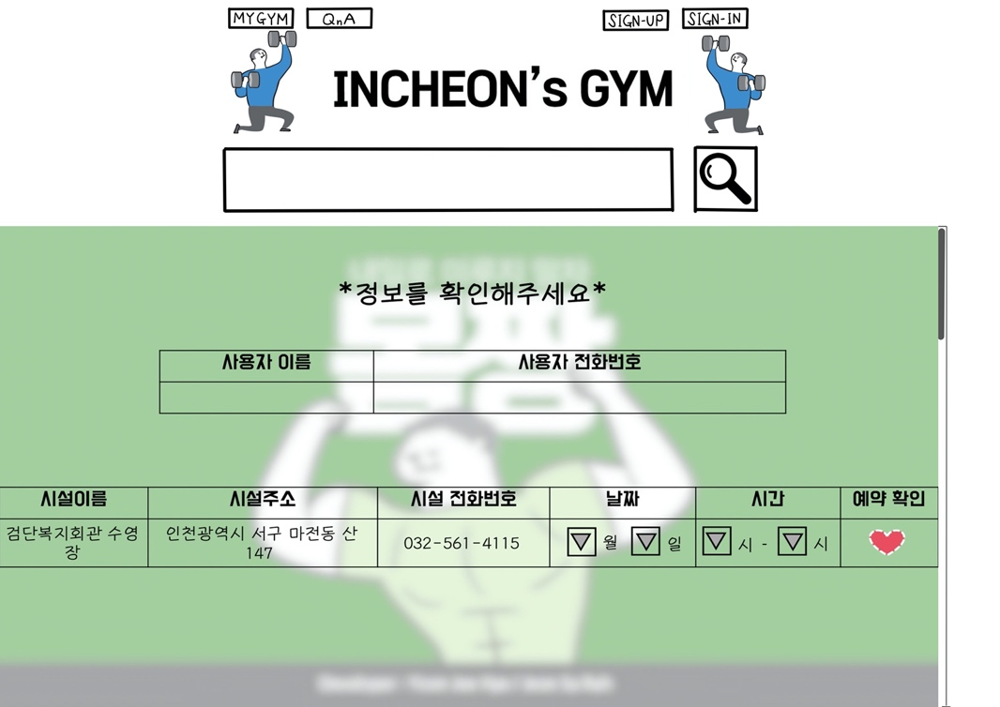 MYGYM QnA SIGN-UP SIGN-IN
INCHEON's GYM
*정보를 확인해주세요*
사용자 이름 사용자 전화번호
시설이름 시설주소 시설 전화번호 날짜 시간 예약 확인
검단복지회관 수영장 인천광역시 서구 마전동 산 147 032-561-4115 월 일 시 - 시